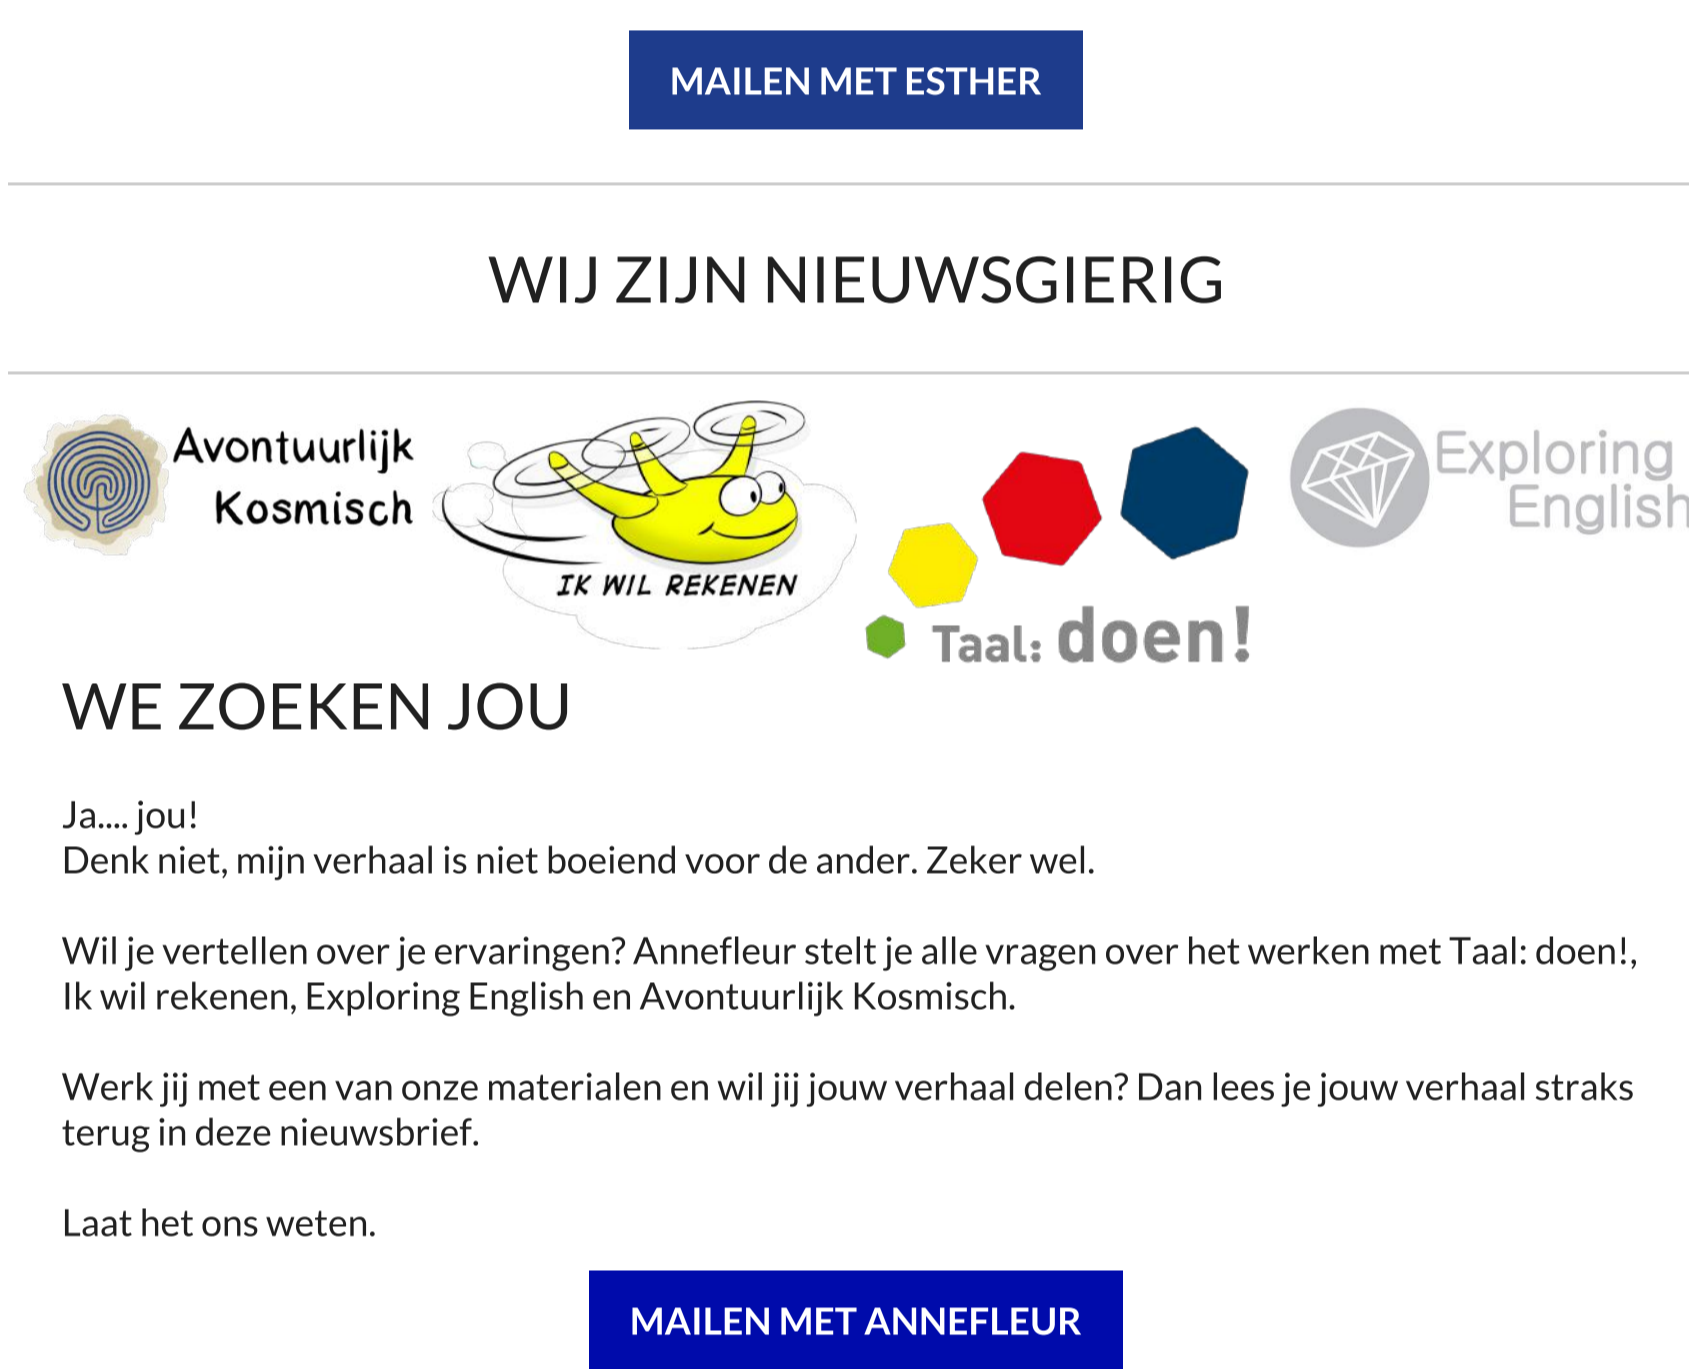 MAILEN MET ESTHER
WIJ ZIJN NIEUWSGIERIG
Avontuurlijk
Kosmisch
IK WIL REKENEN
Taal: doen!
Exploring
English
WE ZOEKEN JOU
Ja.... jou!
Denk niet, mijn verhaal is niet boeiend voor de ander. Zeker wel.
Wil je vertellen over je ervaringen? Annefleur stelt je alle vragen over het werken met Taal: doen!,
Ik wil rekenen, Exploring English en Avontuurlijk Kosmisch.
Werk jij met een van onze materialen en wil jij jouw verhaal delen? Dan lees je jouw verhaal straks
terug in deze nieuwsbrief.
Laat het ons weten.
MAILEN MET ANNEFLEUR